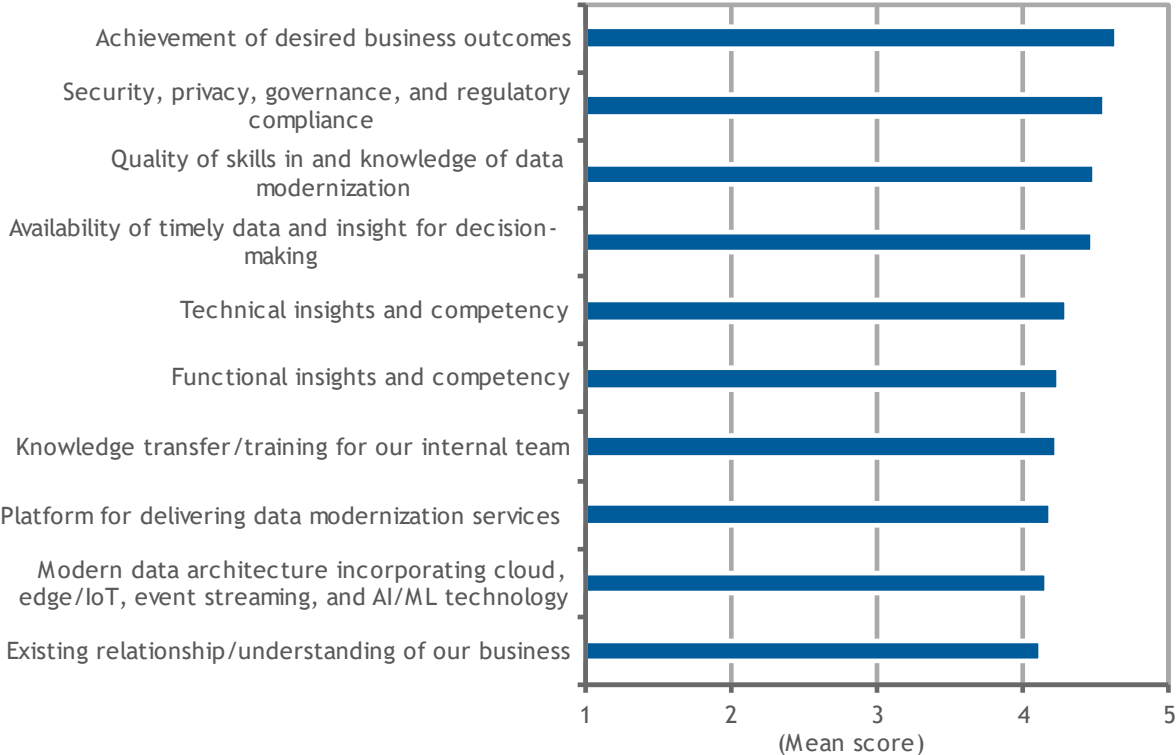 Achievement of desired business outcomes
Security, privacy, governance, and regulatory
compliance
Quality of skills in and knowledge of data
modernization
Availability of timely data and insight for decision-
making
Technical insights and competency
Functional insights and competency
Knowledge transfer/training for our internal team
Platform for delivering data modernization services
Modern data architecture incorporating cloud,
edge/IoT, event streaming, and AI/ML technology
Existing relationship/understanding of our business
1 2 3 4 5
(Mean score)